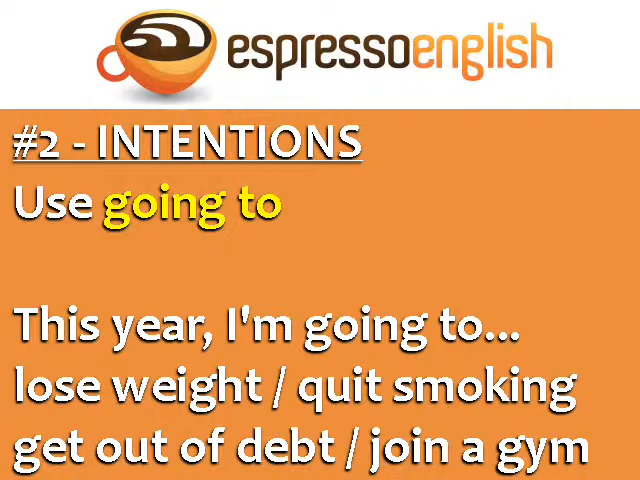 espressoenglish
#2 - INTENTIONS
Use going to
This year, I'm going to...
lose weight / quit smoking
get out of debt / join a gym